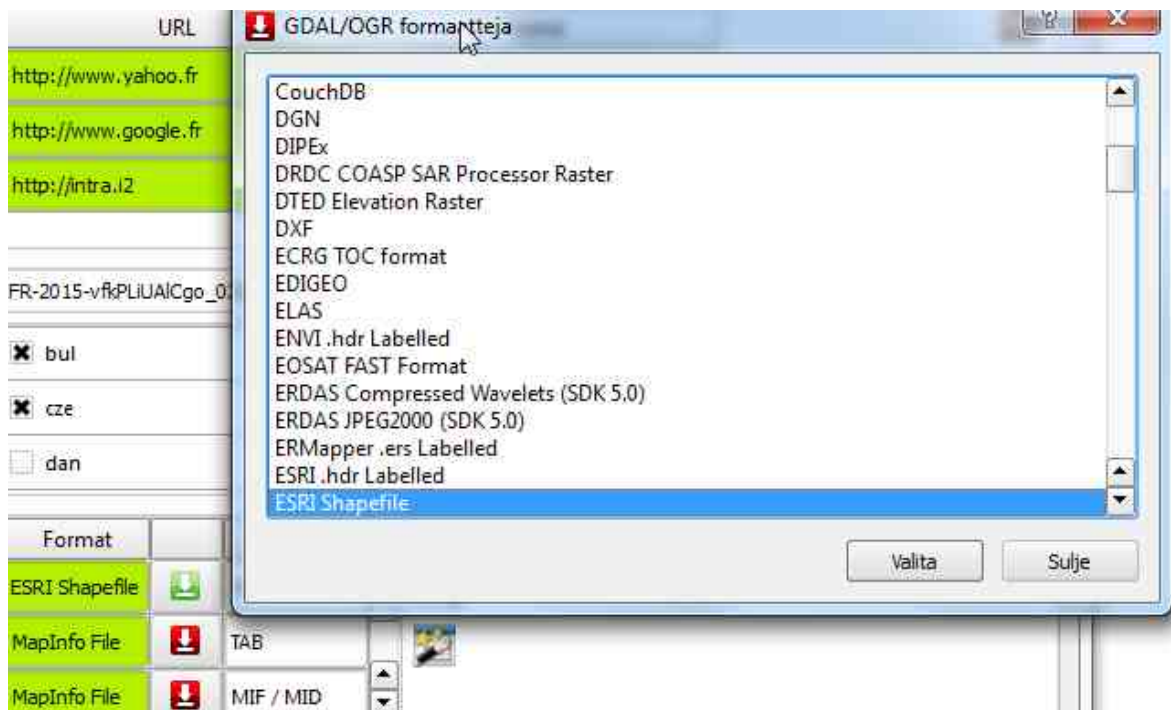 URL
GDAL/OGR formaatteja
http://www.yahoo.fr
http://www.google.fr
http://intra.i2
FR-2015-vfkPLiUAlCgo_0
bul
cze
dan
CouchDB
DGN
DIPEx
DRDC COASP SAR Processor Raster
DTED Elevation Raster
DXF
ECRG TOC format
EDIGEO
ELAS
ENVI .hdr Labelled
EOSAT FAST Format
ERDAS Compressed Wavelets (SDK 5.0)
ERDAS JPEG2000 (SDK 5.0)
ERMapper .ers Labelled
ESRI .hdr Labelled
ESRI Shapefile
Valita
Sulje
Format
ESRI Shapefile
MapInfo File
TAB
MapInfo File
MIF / MID